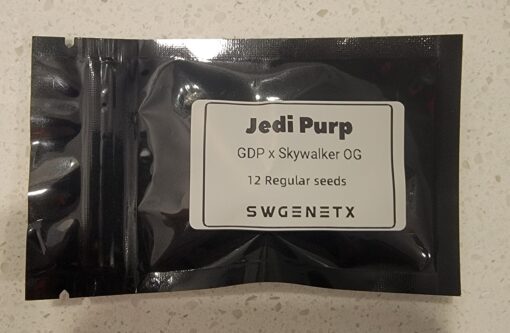 Jedi Purp
GDP x Skywalker OG
12 Regular seeds
SWGENETX